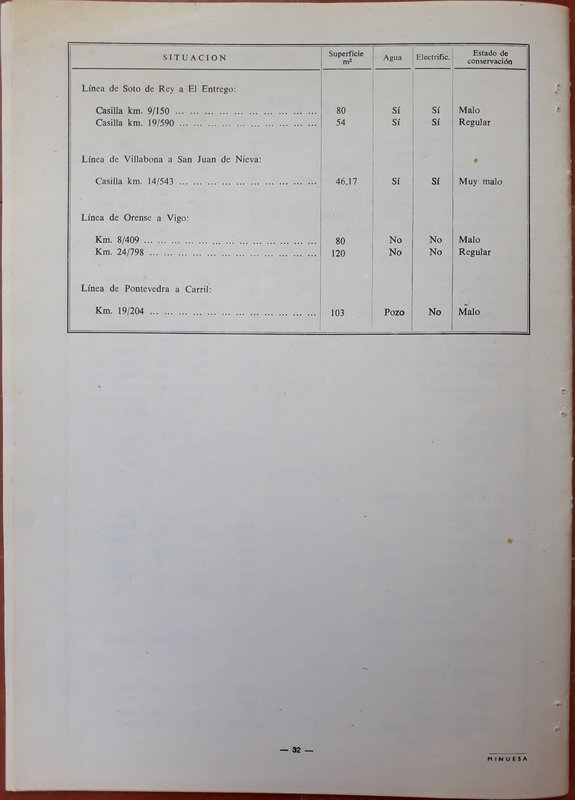 SITUACION Superficie m² Agua Electrific. Estado de conservación
Línea de Soto de Rey a El Entrego:
Casilla km. 9/150 ... ... ... ... ... ... ... ... ... ... 80 Sí Sí Malo
Casilla km. 19/590 ... ... ... ... ... ... ... ... ... ... 54 Sí Sí Regular
Línea de Villabona a San Juan de Nieva:
Casilla km. 14/543 ... ... ... ... ... ... ... ... ... ... 46,17 Sí Sí Muy malo
Línea de Orense a Vigo:
Km. 8/409 ... ... ... ... ... ... ... ... ... ... ... ... ... 80 No No Malo
Km. 24/798 ... ... ... ... ... ... ... ... ... ... ... ... 120 No No Regular
Línea de Pontevedra a Carril:
Km. 19/204 ... ... ... ... ... ... ... ... ... ... ... ... 103 Pozo No Malo
— 32 —
MINUESA